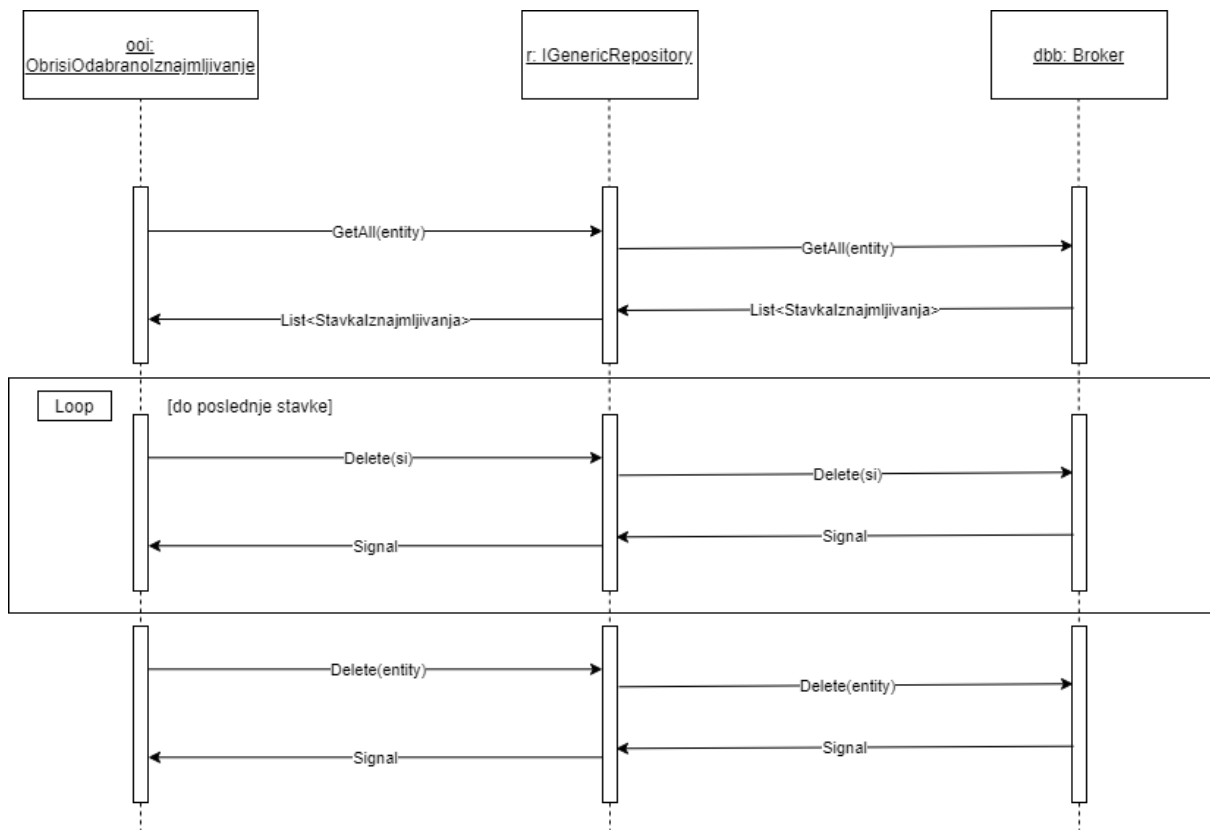 ooi:
ObrisiOdabranoIznajmljivanje
r: IGenericRepository
dbb: Broker
GetAll(entity)
GetAll(entity)
List<StavkaIznajmljivanja>
List<StavkaIznajmljivanja>
Loop
[do poslednje stavke]
Delete(si)
Delete(si)
Signal
Signal
Delete(entity)
Delete(entity)
Signal
Signal